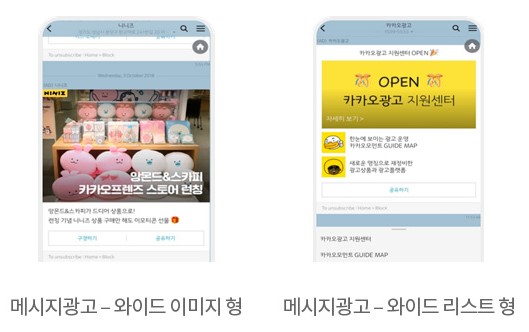 니니즈
To unsubscribe : Home > Block
Wednesday, 3 October 2018
NINIZ
앙몬드&스카피
카카오프렌즈 스토어 런칭
앙몬드&스카피가 드디어 상품으로!
런칭 기념 니니즈 상품 구매만 해도 이모티콘 선물
구경하기
공유하기
To unsubscribe : Home > Block
메시지광고 – 와이드 이미지 형
카카오광고
카카오광고 지원센터 OPEN
OPEN
카카오광고 지원센터
자세히 보기 >
한눈에 보이는 광고 운영
카카오모먼트 GUIDE MAP
새로운 명칭으로 재정비한
광고상품과 광고플랫폼
공유하기
To unsubscribe : Home > Block
카카오광고 지원센터
카카오모먼트 GUIDE MAP
메시지광고 – 와이드 리스트 형